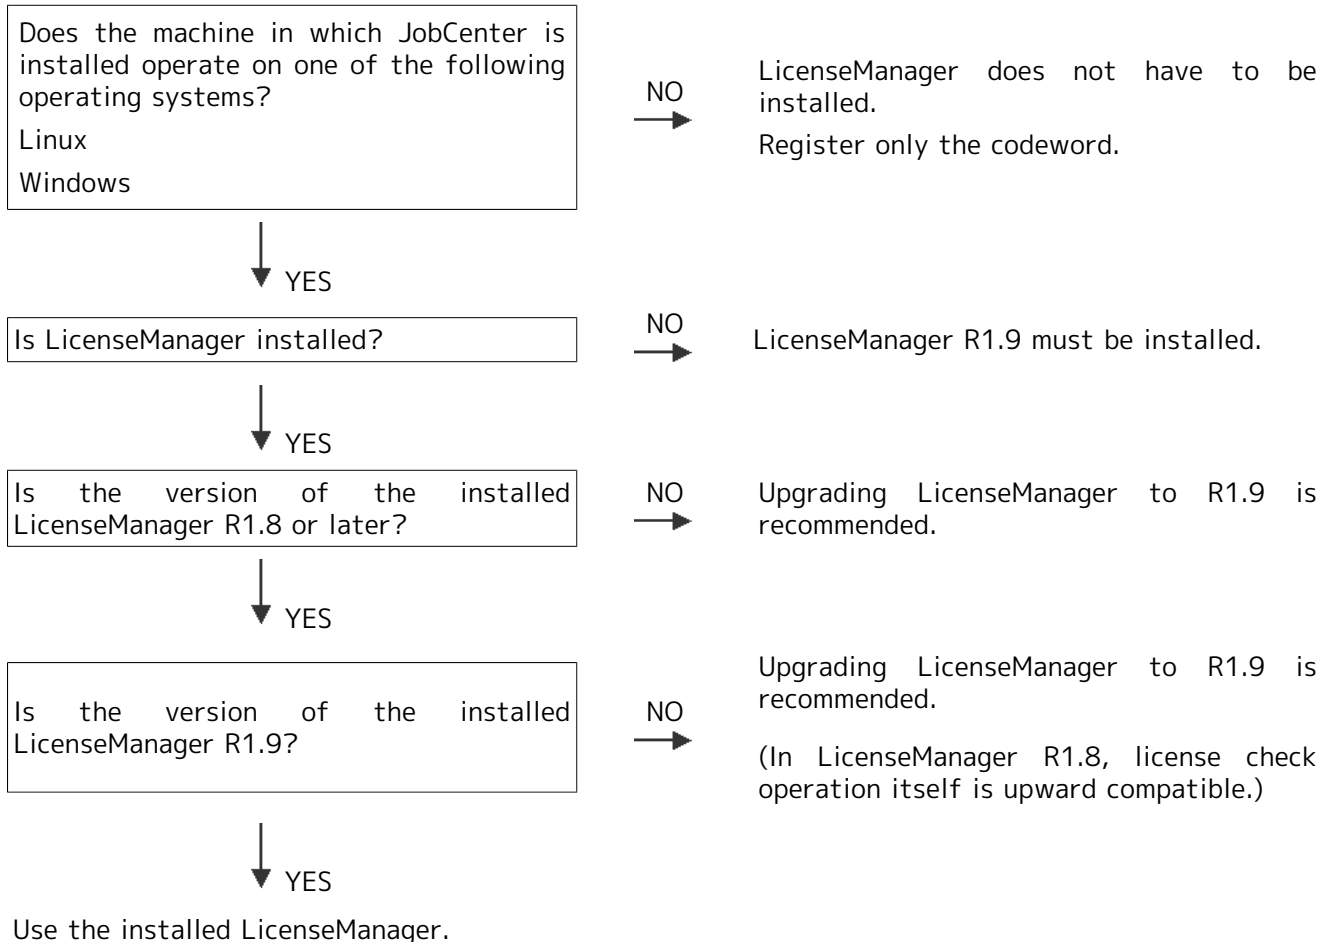 Does the machine in which JobCenter is
installed operate on one of the following
operating systems?
Linux
Windows
NO
LicenseManager does not have to be
installed.
Register only the codeword.
YES
Is LicenseManager installed?
NO
LicenseManager R1.9 must be installed.
YES
Is the version of the installed
LicenseManager R1.8 or later?
NO
Upgrading LicenseManager to R1.9 is
recommended.
YES
Is the version of the installed
LicenseManager R1.9?
NO
Upgrading LicenseManager to R1.9 is
recommended.
(In LicenseManager R1.8, license check
operation itself is upward compatible.)
YES
Use the installed LicenseManager.